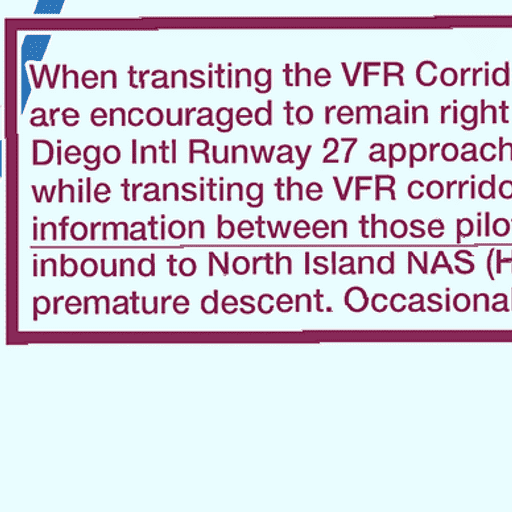 When transiting the VFR Corrid
are encouraged to remain right
Diego Intl Runway 27 approach
while transiting the VFR corrido
information between those pilo
inbound to North Island NAS (H
premature descent. Occasional